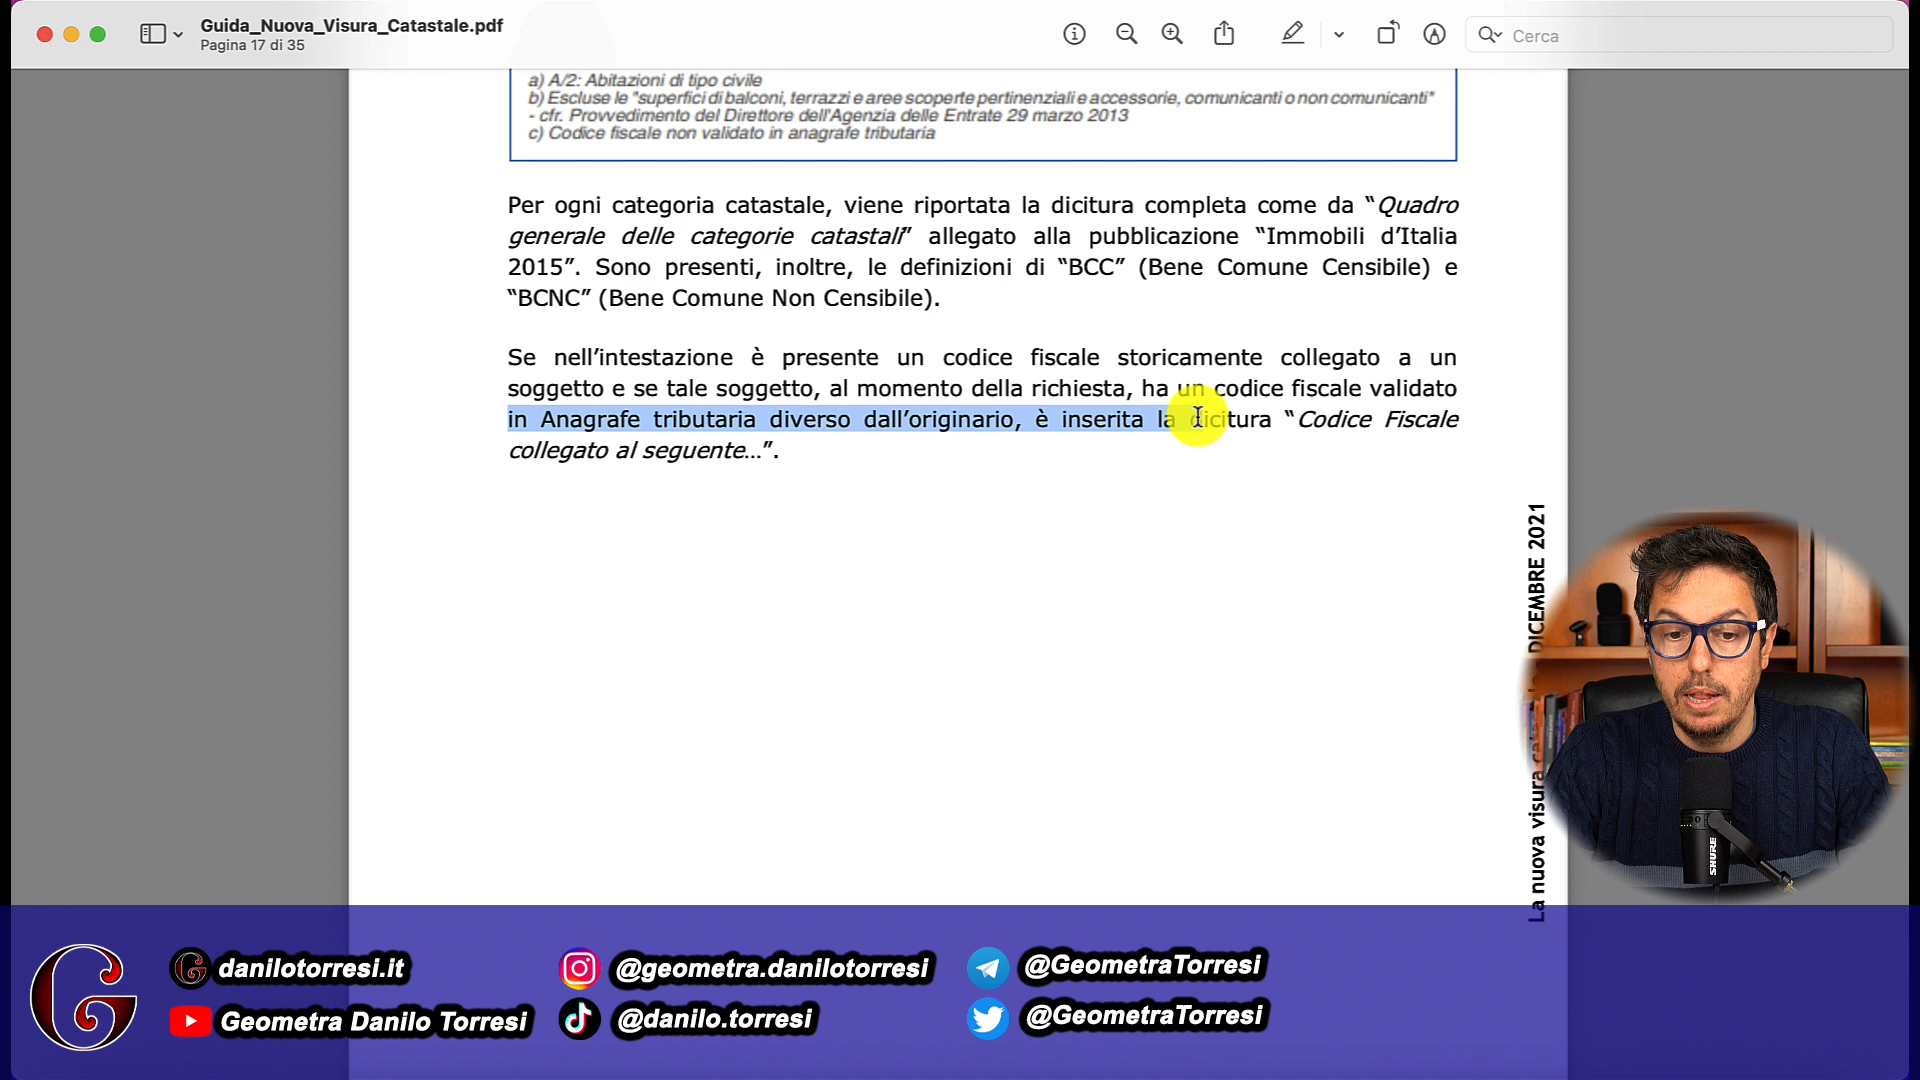 Guida_Nuova_Visura_Catastale.pdf
Pagina 17 di 35
Cerca
a) A/2: Abitazioni di tipo civile
b) Escluse le "superfici di balconi, terrazzi e aree scoperte pertinenziali e accessorie, comunicanti o non comunicanti"
- cfr. Provvedimento del Direttore dell'Agenzia delle Entrate 29 marzo 2013
c) Codice fiscale non validato in anagrafe tributaria
Per ogni categoria catastale, viene riportata la dicitura completa come da “Quadro
generale delle categorie catastali” allegato alla pubblicazione “Immobili d’Italia
2015”. Sono presenti, inoltre, le definizioni di “BCC” (Bene Comune Censibile) e
“BCNC” (Bene Comune Non Censibile).
Se nell’intestazione è presente un codice fiscale storicamente collegato a un
soggetto e se tale soggetto, al momento della richiesta, ha un codice fiscale validato
in Anagrafe tributaria diverso dall’originario, è inserita la dicitura “Codice Fiscale
collegato al seguente…”.
La nuova visura DICEMBRE 2021
SHURE
danilotorresi.it
@geometra.danilotorresi
@GeometraTorresi
Geometra Danilo Torresi
@danilo.torresi
@GeometraTorresi